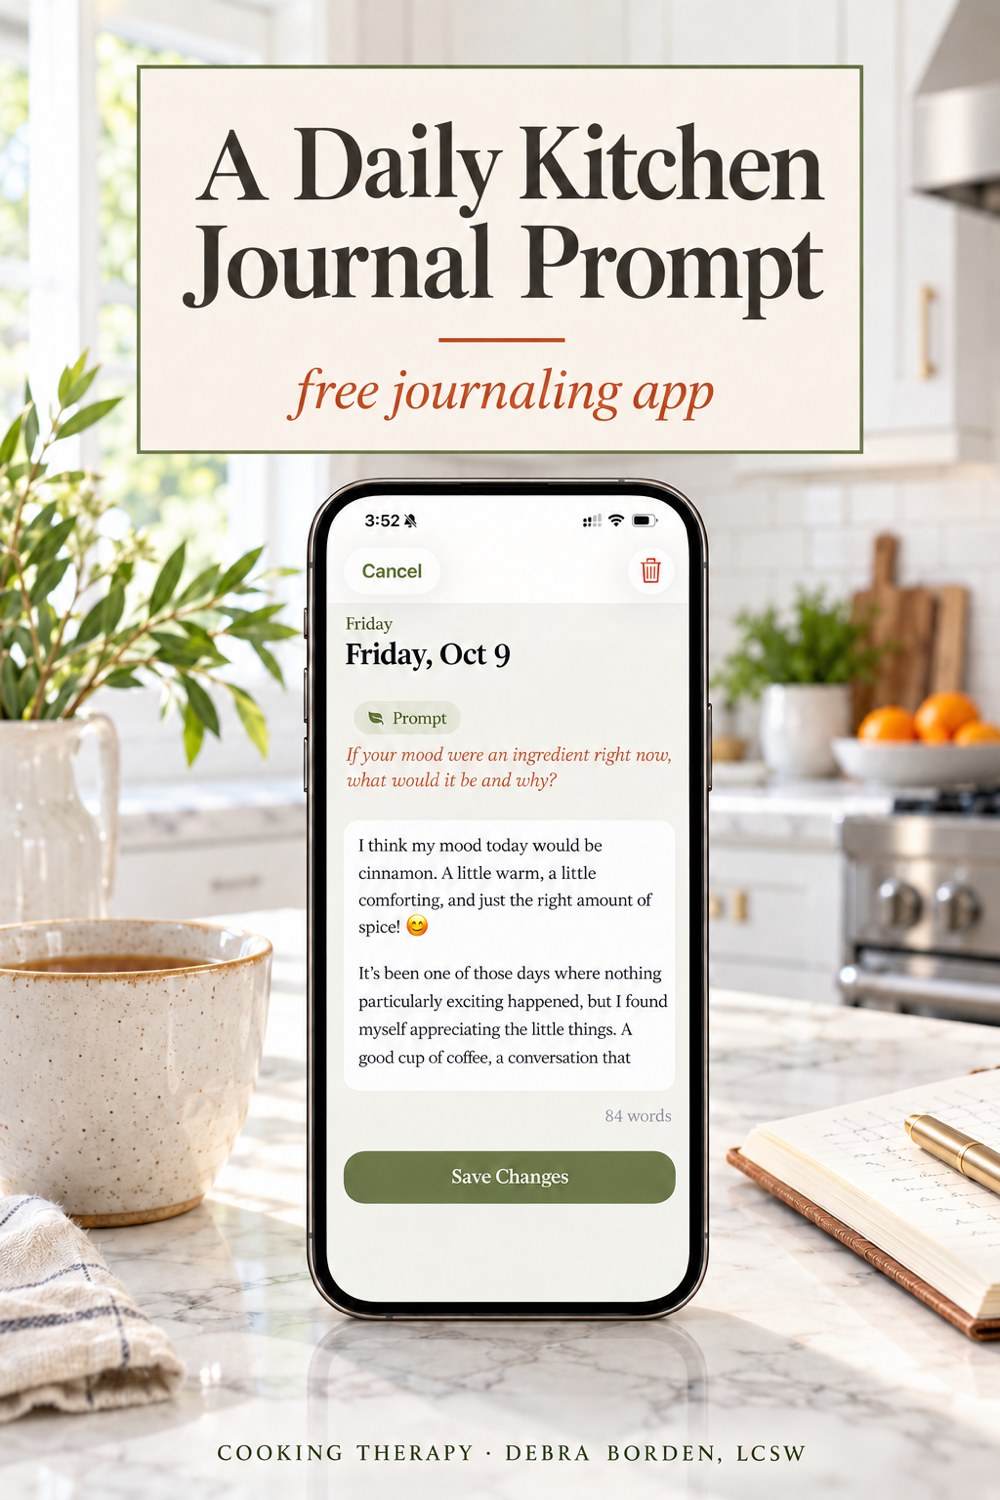 A Daily Kitchen
Journal Prompt
free journaling app
3:52
Cancel
Friday
Friday, Oct 9
Prompt
If your mood were an ingredient right now,
what would it be and why?
I think my mood today would be
cinnamon. A little warm, a little
comforting, and just the right amount of
spice! 😊
It's been one of those days where nothing
particularly exciting happened, but I found
myself appreciating the little things. A
good cup of coffee, a conversation that
84 words
Save Changes
COOKING THERAPY · DEBRA BORDEN, LCSW